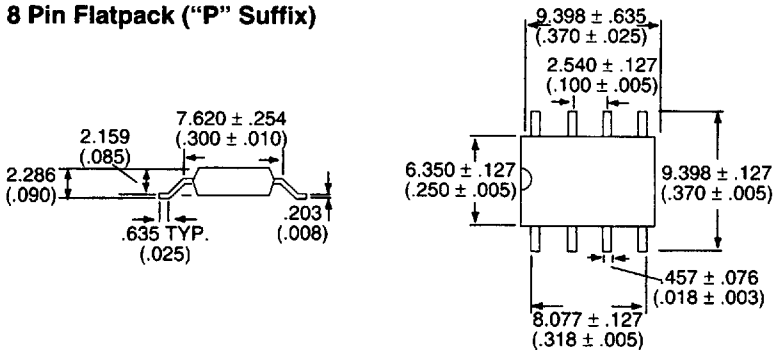 8 Pin Flatpack (“P” Suffix)
9.398 ± .635
(.370 ± .025)
2.540 ± .127
(.100 ± .005)
7.620 ± .254
(.300 ± .010)
2.159
(.085)
2.286
(.090)
6.350 ± .127
(.250 ± .005)
9.398 ± .127
(.370 ± .005)
.203
(.008)
.635 TYP.
(.025)
.457 ± .076
(.018 ± .003)
8.077 ± .127
(.318 ± .005)